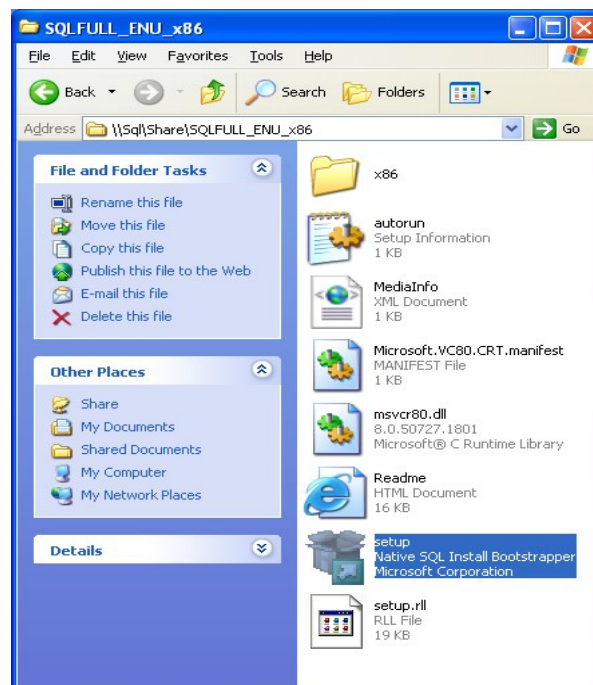 SQLFULL_ENU_x86
File Edit View Favorites Tools Help
Back Search Folders
Address \\Sql\Share\SQLFULL_ENU_x86 Go
File and Folder Tasks
Rename this file
Move this file
Copy this file
Publish this file to the Web
E-mail this file
Delete this file
Other Places
Share
My Documents
Shared Documents
My Computer
My Network Places
Details
x86
autorun
Setup Information
1 KB
MediaInfo
XML Document
1 KB
Microsoft.VC80.CRT.manifest
MANIFEST File
1 KB
msvcr80.dll
8.0.50727.1801
Microsoft® C Runtime Library
Readme
HTML Document
16 KB
setup
Native SQL Install Bootstrapper
Microsoft Corporation
setup.rll
RLL File
19 KB